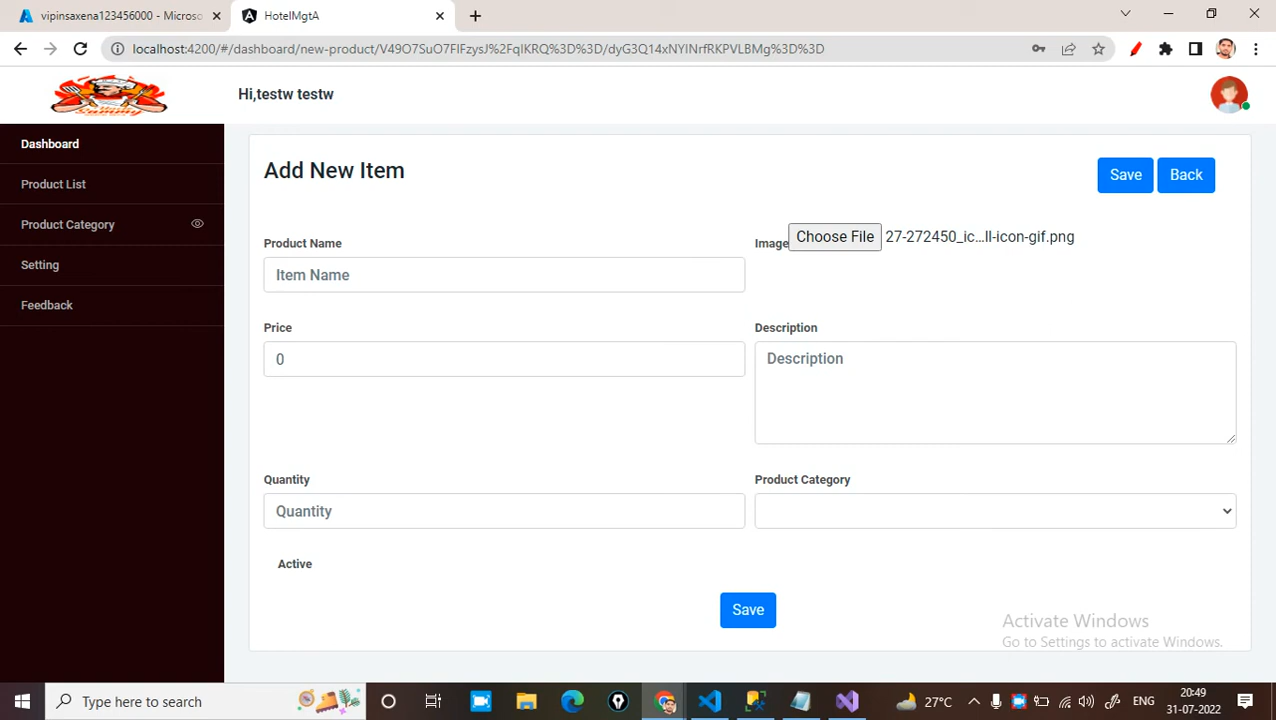 vipinsaxena123456000 - Microso
HotelMgtA
localhost:4200/#/dashboard/new-product/V49O7SuO7FIFzysJ%2FqIKRQ%3D%3D/dyG3Q14xNYINrfRKPVLBMg%3D%3D
Hi,testw testw
Dashboard
Product List
Product Category
Setting
Feedback
Add New Item
Save Back
Product Name
Image Choose File 27-272450_ic...ll-icon-gif.png
Item Name
Price
Description
0
Description
Quantity
Product Category
Quantity
Active
Save
Activate Windows
Go to Settings to activate Windows.
Type here to search
27°C
ENG
20:49
31-07-2022